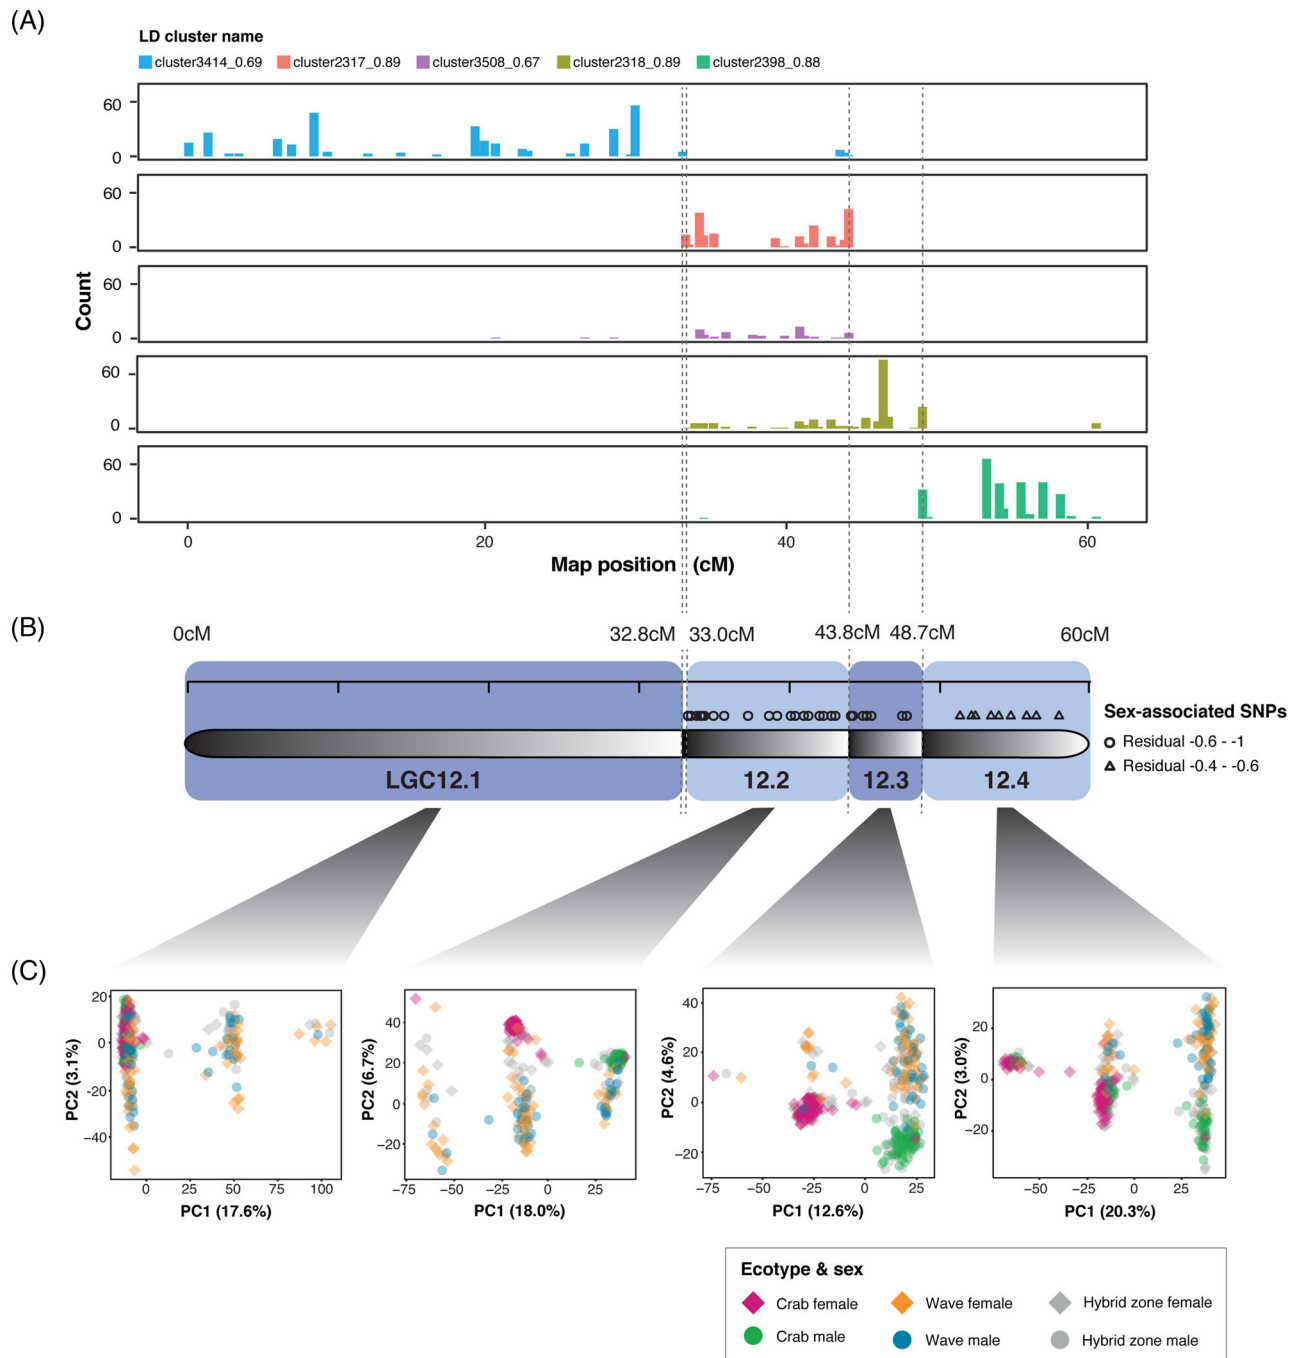 (A)
LD cluster name
cluster3414_0.69 cluster2317_0.89 cluster3508_0.67 cluster2318_0.89 cluster2398_0.88
60
0
60
0
60
0
60
0
60
0
Count
0 20 40 60
Map position (cM)
(B)
0cM 32.8cM 33.0cM 43.8cM 48.7cM 60cM
Sex-associated SNPs
Residual -0.6 - -1
Residual -0.4 - -0.6
LGC12.1 12.2 12.3 12.4
(C)
PC2 (3.1%)
20
0
−20
−40
0 25 50 75 100
PC1 (17.6%)
PC2 (6.7%)
40
20
0
−20
−75 −50 −25 0 25
PC1 (18.0%)
PC2 (4.6%)
40
20
0
−20
−75 −50 −25 0 25
PC1 (12.6%)
PC2 (3.0%)
20
0
−20
−50 −25 0 25
PC1 (20.3%)
Ecotype & sex
Crab female Wave female Hybrid zone female
Crab male Wave male Hybrid zone male